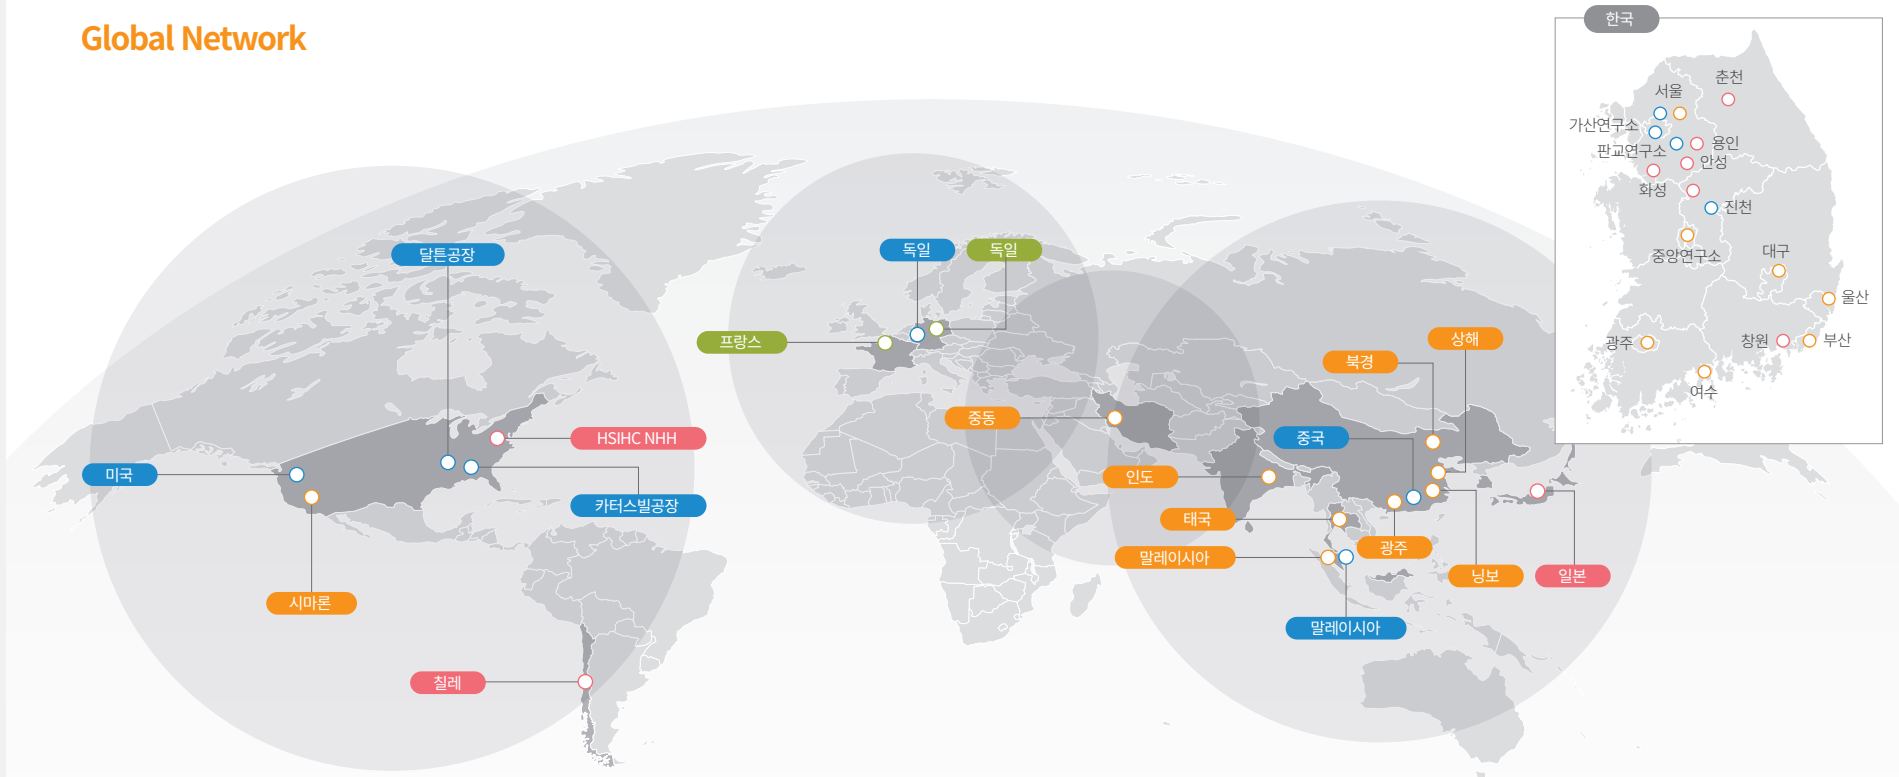 Global Network
한국
춘천
서울
가산연구소
용인
판교연구소
안성
화성
진천
중앙연구소
대구
울산
광주
창원
부산
여수
달튼공장
독일
독일
프랑스
상해
북경
중동
HSIHC NHH
중국
미국
인도
카터스빌공장
태국
광주
말레이시아
닝보
일본
시마론
말레이시아
칠레